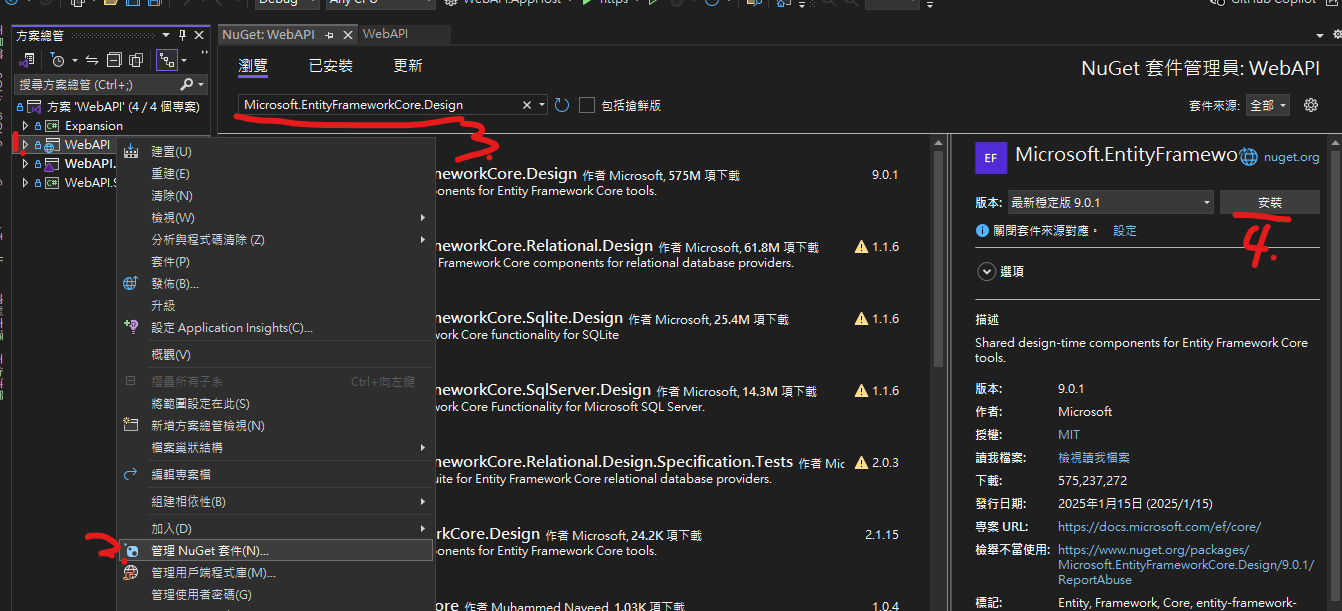 Debug
Any CPU
WebAPI.AppHost
https
GitHub Copilot
方案總管
NuGet: WebAPI
WebAPI
搜尋方案總管 (Ctrl+;)
方案 'WebAPI' (4 / 4 個專案)
Expansion
WebAPI
WebAPI.
WebAPI.S
瀏覽
已安裝
更新
NuGet 套件管理員: WebAPI
Microsoft.EntityFrameworkCore.Design
包括搶鮮版
套件來源:
全部
3.
建置(U)
重建(E)
清除(N)
檢視(W)
分析與程式碼清除 (Z)
套件(P)
發佈(B)...
升級
設定 Application Insights(C)...
概觀(V)
摺疊所有子系
Ctrl+向左鍵
將範圍設定在此(S)
新增方案總管檢視(N)
檔案巢狀結構
編輯專案檔
組建相依性(B)
加入(D)
管理 NuGet 套件(N)...
管理用戶端程式庫(M)...
管理使用者密碼(G)
neworkCore.Design 作者 Microsoft, 575M 項下載
9.0.1
onents for Entity Framework Core tools.
neworkCore.Relational.Design 作者 Microsoft, 61.8M 項下載
1.1.6
Framework Core components for relational database providers.
neworkCore.Sqlite.Design 作者 Microsoft, 25.4M 項下載
1.1.6
work Core functionality for SQLite
neworkCore.SqlServer.Design 作者 Microsoft, 14.3M 項下載
1.1.6
work Core Functionality for Microsoft SQL Server.
neworkCore.Relational.Design.Specification.Tests 作者 Mic
2.0.3
uite for Entity Framework Core relational database providers.
rkCore.Design 作者 Microsoft, 24.2K 項下載
2.1.15
onents for Entity Framework Core tools.
ore 作者 Muhammed Naveed, 1.03K 項下載
1.0.4
EF
Microsoft.EntityFramewo
nuget.org
版本:
最新穩定版 9.0.1
安裝
4.
關閉套件來源對應。
設定
選項
描述
Shared design-time components for Entity Framework Core
tools.
版本:
9.0.1
作者:
Microsoft
授權:
MIT
讀我檔案:
檢視讀我檔案
下載:
575,237,272
發行日期:
2025年1月15日 (2025/1/15)
專案 URL:
https://docs.microsoft.com/ef/core/
檢舉不當使用:
https://www.nuget.org/packages/
Microsoft.EntityFrameworkCore.Design/9.0.1/
ReportAbuse
標記:
Entity, Framework, Core, entity-framework-